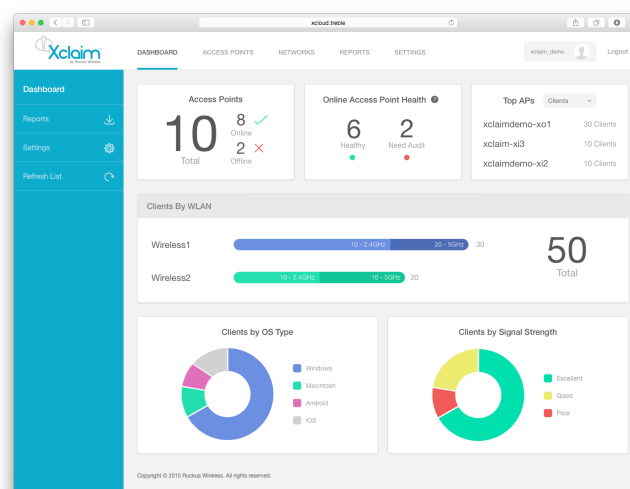 xcloud.treble
Xclaim
by Ruckus Wireless
DASHBOARD
ACCESS POINTS
NETWORKS
REPORTS
SETTINGS
xclaim_demo
Logout
Dashboard
Reports
Settings
Refresh List
Access Points
10
Total
8
Online
2
Offline
Online Access Point Health ?
6
Healthy
2
Need Audit
Top APs
Clients
xclaimdemo-xo1 30 Clients
xclaim-xi3 10 Clients
xclaimdemo-xi2 10 Clients
Clients By WLAN
Wireless1 10 - 2.4GHz 20 - 5GHz 30
Wireless2 10 - 2.4GHz 10 - 5GHz 20
50
Total
Clients by OS Type
Windows
Macintosh
Android
IOS
Clients by Signal Strength
Excellent
Good
Poor
Copyright © 2015 Ruckus Wireless. All rights reserved.